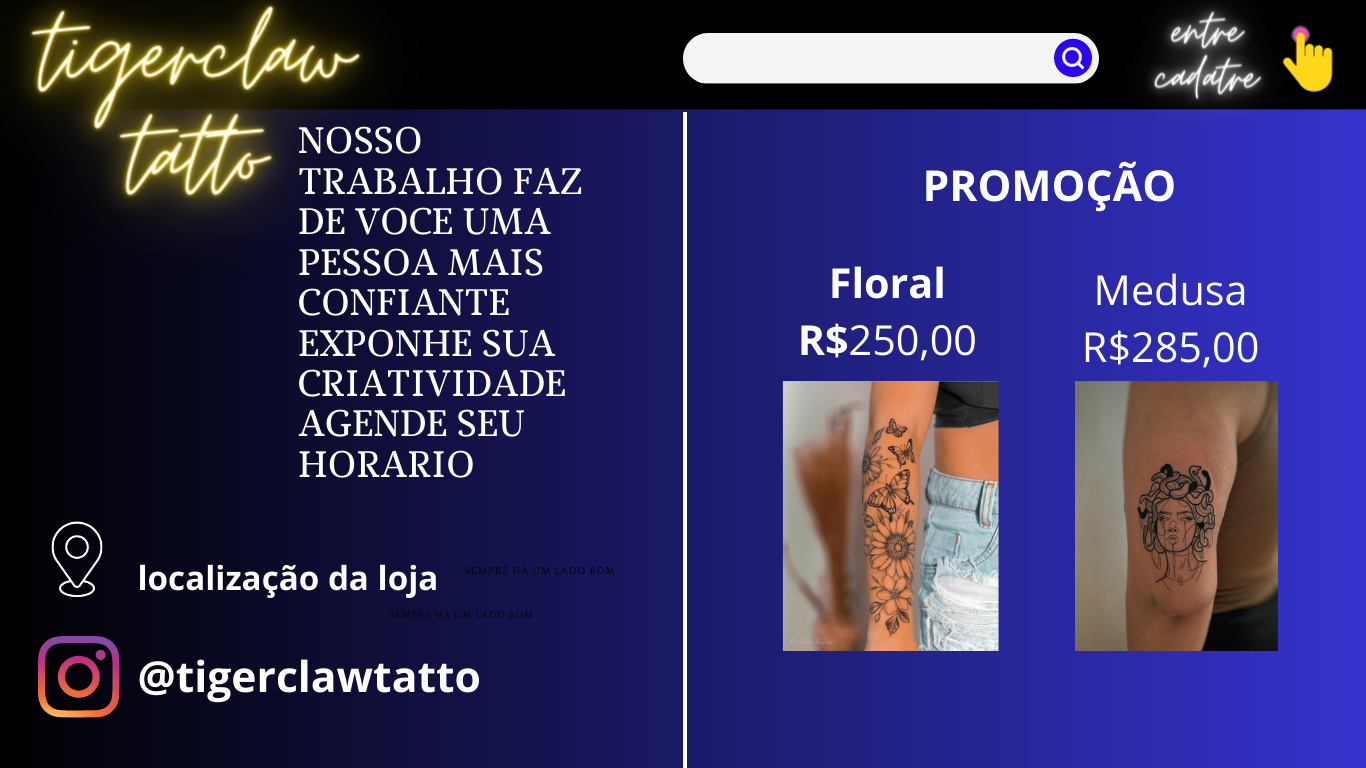 tigerclaw
tatto
entre
cadatre
NOSSO
TRABALHO FAZ
DE VOCE UMA
PESSOA MAIS
CONFIANTE
EXPONHE SUA
CRIATIVIDADE
AGENDE SEU
HORARIO
localização da loja
SEMPRE HÁ UM LADO BOM
SEMPRE HÁ UM LADO BOM
@tigerclawtatto
PROMOÇÃO
Floral
R$250,00
Medusa
R$285,00